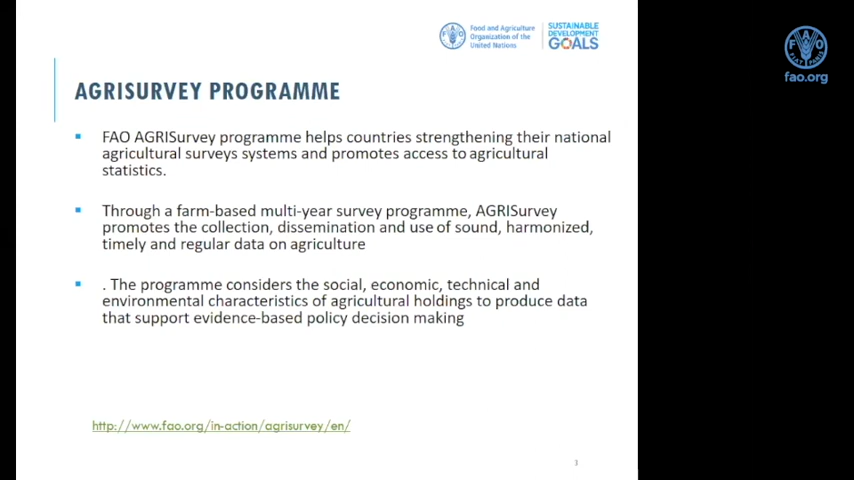 Food and Agriculture
Organization of the
United Nations
SUSTAINABLE
DEVELOPMENT
GOALS
FAO
FIAT PANIS
fao.org
AGRISURVEY PROGRAMME
FAO AGRISurvey programme helps countries strengthening their national
agricultural surveys systems and promotes access to agricultural
statistics.
Through a farm-based multi-year survey programme, AGRISurvey
promotes the collection, dissemination and use of sound, harmonized,
timely and regular data on agriculture
. The programme considers the social, economic, technical and
environmental characteristics of agricultural holdings to produce data
that support evidence-based policy decision making
http://www.fao.org/in-action/agrisurvey/en/
3